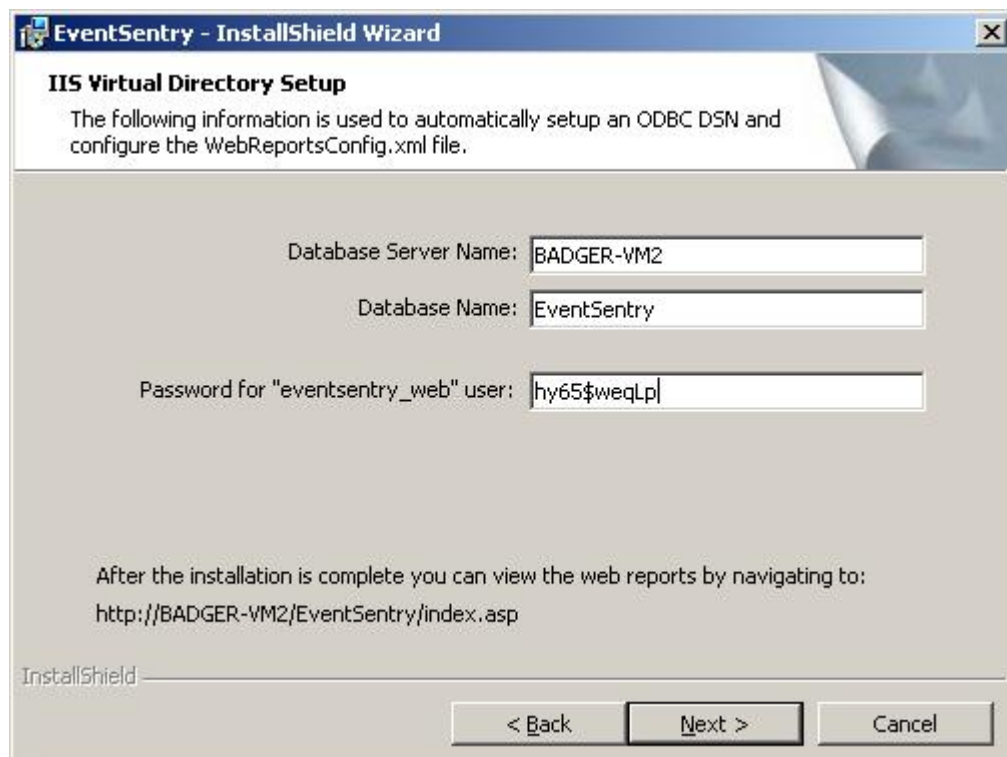 EventSentry - InstallShield Wizard
IIS Virtual Directory Setup
The following information is used to automatically setup an ODBC DSN and
configure the WebReportsConfig.xml file.
Database Server Name: BADGER-VM2
Database Name: EventSentry
Password for "eventsentry_web" user: hy65$weqLp
After the installation is complete you can view the web reports by navigating to:
http://BADGER-VM2/EventSentry/index.asp
InstallShield
< Back Next > Cancel